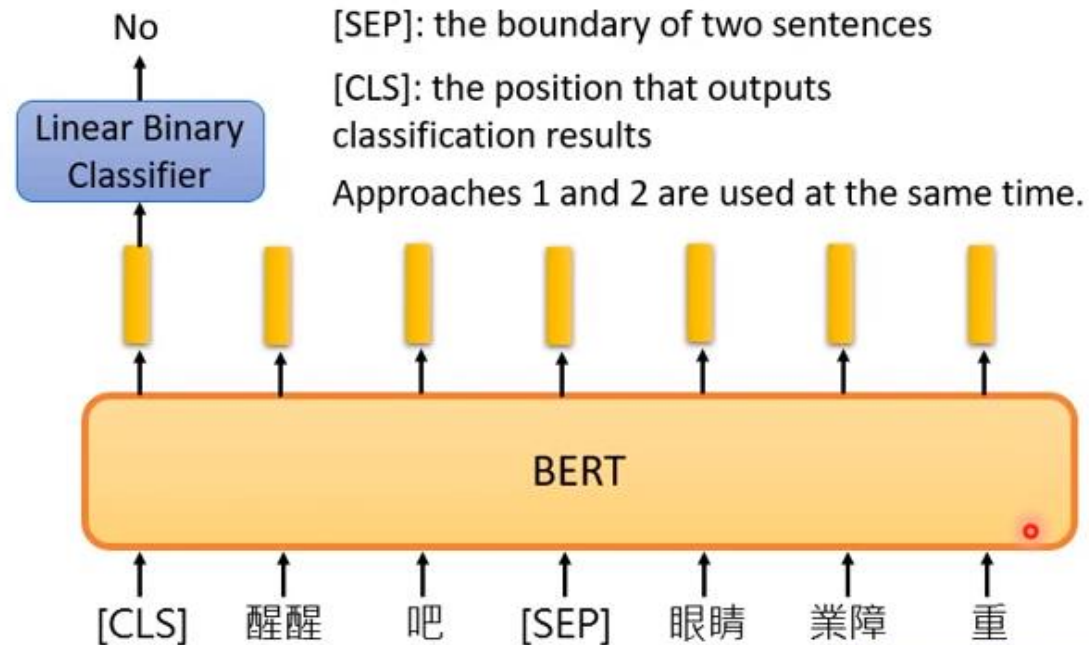 No
[SEP]: the boundary of two sentences
[CLS]: the position that outputs
classification results
Linear Binary
Classifier
Approaches 1 and 2 are used at the same time.
BERT
[CLS] 醒醒 吧 [SEP] 眼睛 業障 重